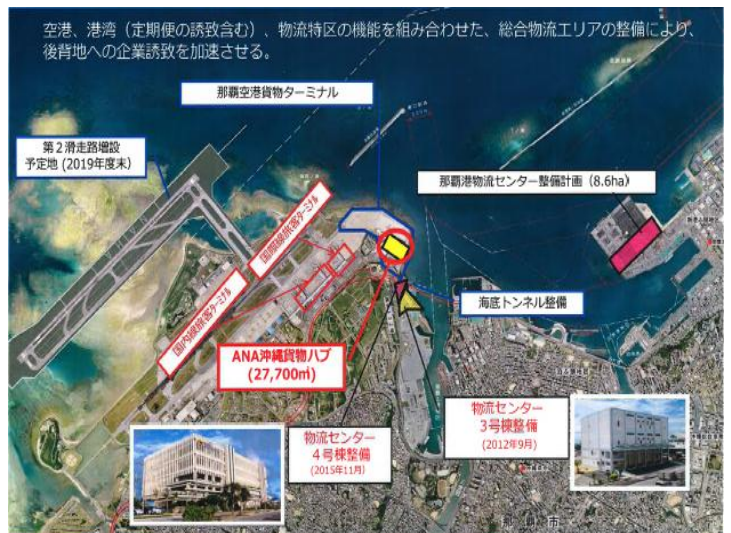 空港、港湾（定期便の誘致含む）、物流特区の機能を組み合わせた、総合物流エリアの整備により、
後背地への企業誘致を加速させる。
那覇空港貨物ターミナル
第２滑走路増設
予定地 (2019年度末)
那覇港物流センター整備計画（8.6ha）
国際線旅客ターミナル
国内線旅客ターミナル
海底トンネル整備
ANA沖縄貨物ハブ
(27,700㎡)
物流センター
４号棟整備
(2015年11月)
物流センター
３号棟整備
(2012年9月)
那覇市